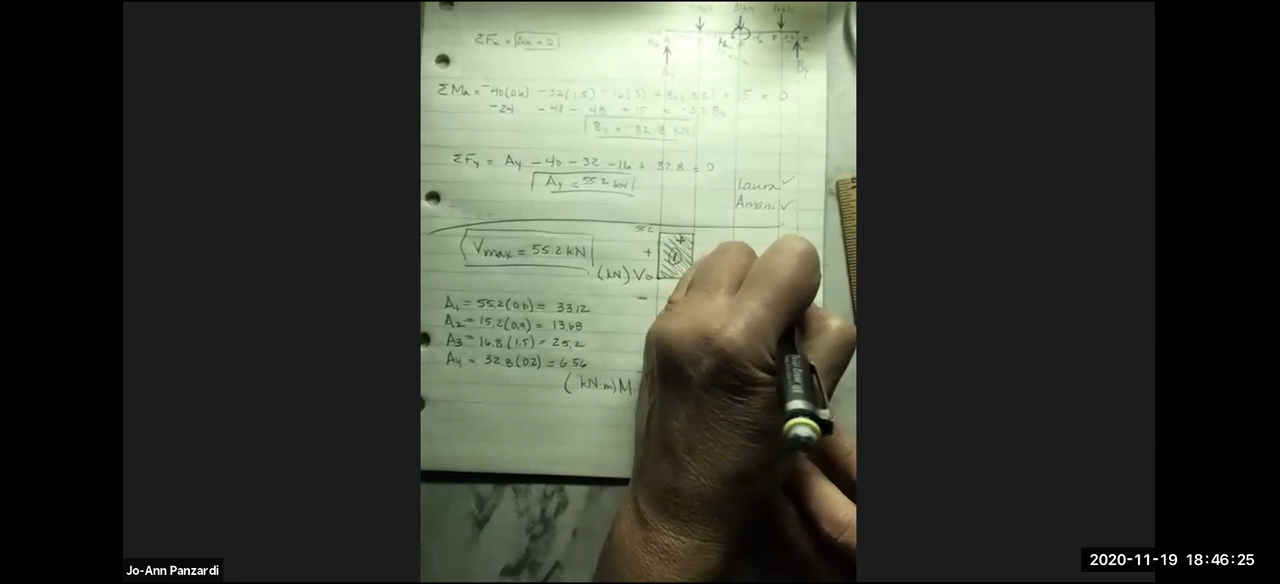 ΣFx = Ax = 0
ΣMA = -40(0.6) - 32(1.5) - 16(3) + By(3.2) + 15 = 0
-24 - 48 - 48 + 15 = -3.2 By
By = 32.8 kN
ΣFy = Ay - 40 - 32 - 16 + 32.8 = 0
Ay = 55.2 kN
Laura ✓
Amani ✓
55.2
Vmax = 55.2 kN
+
+
(kN) V 0
-
A1 = 55.2(0.6) = 33.12
A2 = 15.2(0.9) = 13.68
A3 = 16.8(1.5) = 25.2
A4 = 32.8(0.2) = 6.56
(kN·m) M
Jo-Ann Panzardi
2020-11-19 18:46:25